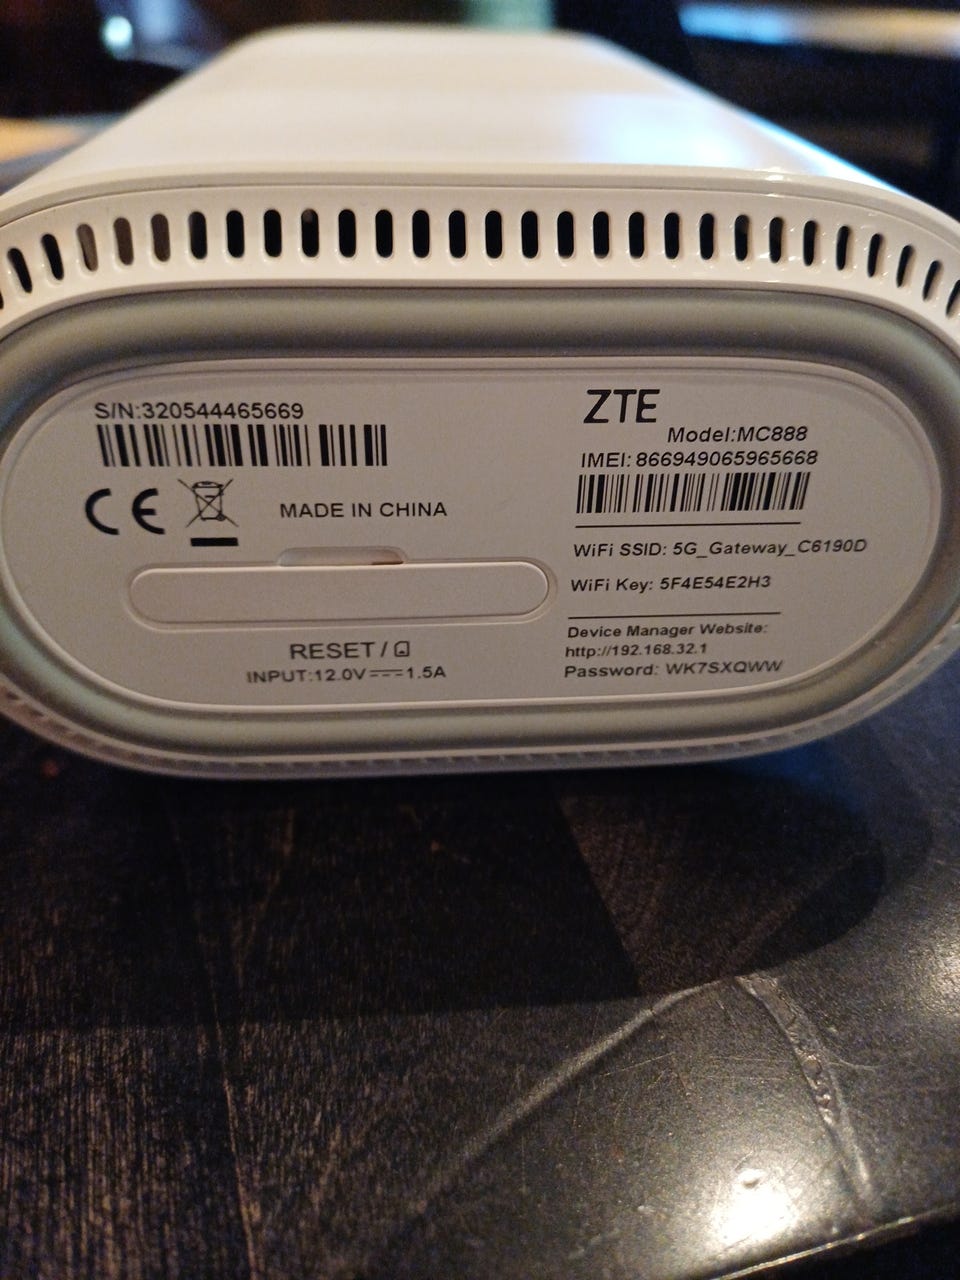 S/N:320544465669
MADE IN CHINA
RESET /
INPUT:12.0V⎓1.5A
ZTE
Model:MC888
IMEI: 866949065965668
WiFi SSID: 5G_Gateway_C6190D
WiFi Key: 5F4E54E2H3
Device Manager Website:
http://192.168.32.1
Password: WK7SXQWW